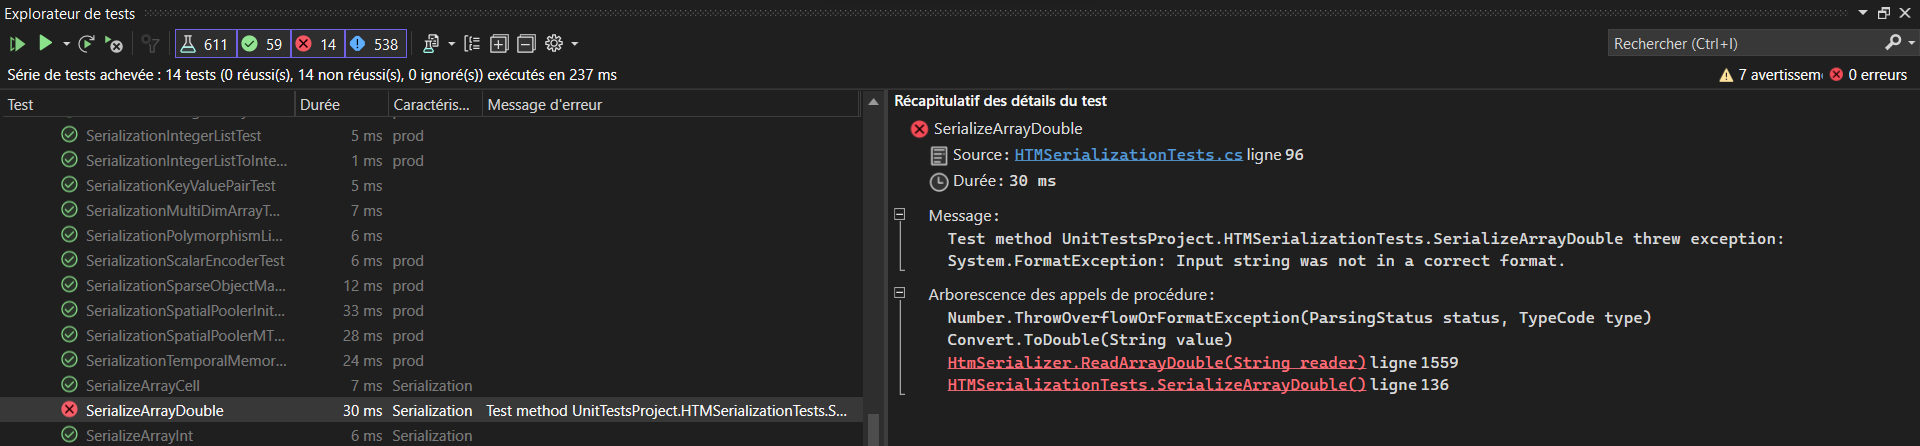 Explorateur de tests
611 59 14 538
Rechercher (Ctrl+I)
Série de tests achevée : 14 tests (0 réussi(s), 14 non réussi(s), 0 ignoré(s)) exécutés en 237 ms
7 avertissem 0 erreurs
Test Durée Caractéris... Message d'erreur
SerializationIntegerListTest 5 ms prod
SerializationIntegerListToInte... 1 ms prod
SerializationKeyValuePairTest 5 ms
SerializationMultiDimArrayT... 7 ms
SerializationPolymorphismLi... 6 ms
SerializationScalarEncoderTest 6 ms prod
SerializationSparseObjectMa... 12 ms prod
SerializationSpatialPoolerInit... 33 ms prod
SerializationSpatialPoolerMT... 28 ms prod
SerializationTemporalMemor... 24 ms prod
SerializeArrayCell 7 ms Serialization
SerializeArrayDouble 30 ms Serialization Test method UnitTestsProject.HTMSerializationTests.S...
SerializeArrayInt 6 ms Serialization
Récapitulatif des détails du test
SerializeArrayDouble
Source: HTMSerializationTests.cs ligne 96
Durée: 30 ms
Message:
Test method UnitTestsProject.HTMSerializationTests.SerializeArrayDouble threw exception:
System.FormatException: Input string was not in a correct format.
Arborescence des appels de procédure:
Number.ThrowOverflowOrFormatException(ParsingStatus status, TypeCode type)
Convert.ToDouble(String value)
HtmSerializer.ReadArrayDouble(String reader) ligne 1559
HTMSerializationTests.SerializeArrayDouble() ligne 136